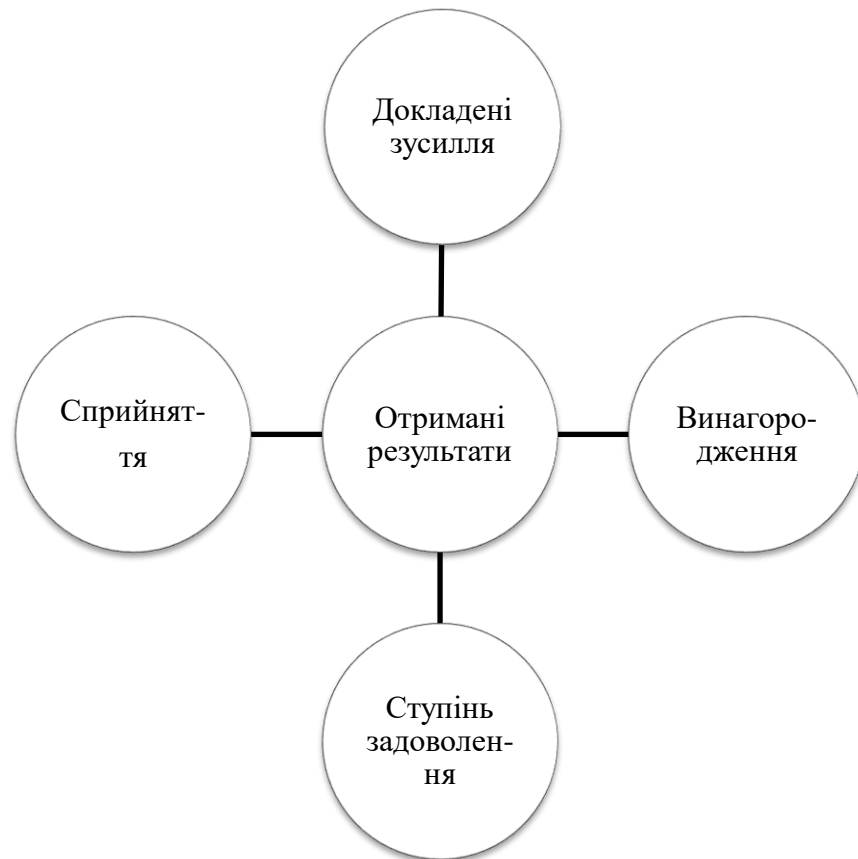 Докладені
зусилля
Сприйнят-
тя
Отримані
результати
Винагоро-
дження
Ступінь
задоволен-
ня